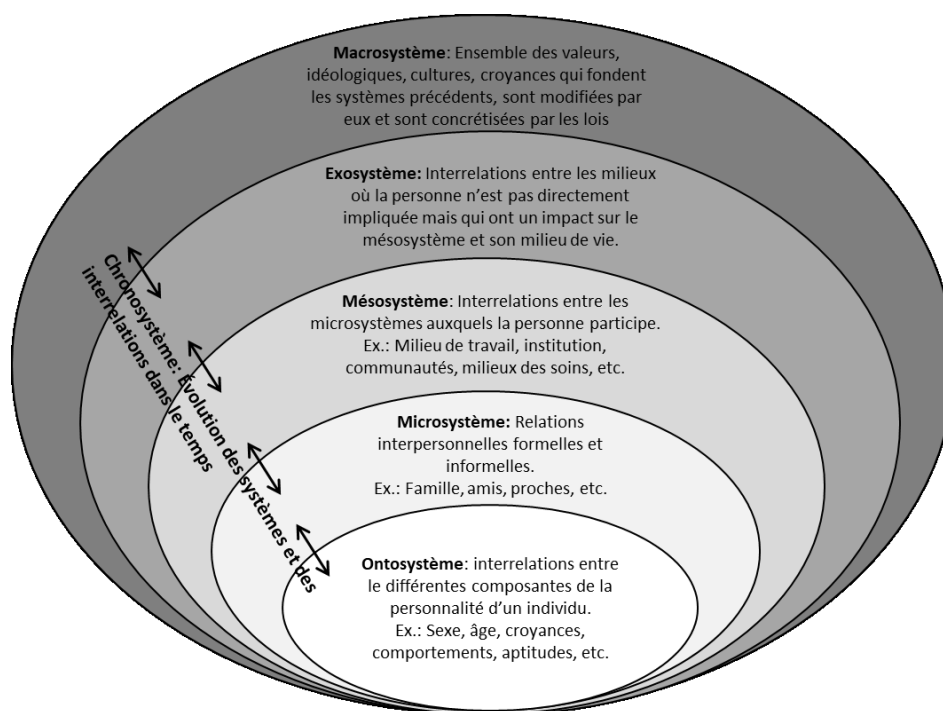 Macrosystème: Ensemble des valeurs,
idéologiques, cultures, croyances qui fondent
les systèmes précédents, sont modifiées par
eux et sont concrétisées par les lois
Exosystème: Interrelations entre les milieux
où la personne n'est pas directement
impliquée mais qui ont un impact sur le
mésosystème et son milieu de vie.
Mésosystème: Interrelations entre les
microsystèmes auxquels la personne participe.
Ex.: Milieu de travail, institution,
communautés, milieux des soins, etc.
Microsystème: Relations
interpersonnelles formelles et
informelles.
Ex.: Famille, amis, proches, etc.
Ontosystème: interrelations entre
le différentes composantes de la
personnalité d'un individu.
Ex.: Sexe, âge, croyances,
comportements, aptitudes, etc.
Chronosystème: Évolution des systèmes et des
interrelations dans le temps